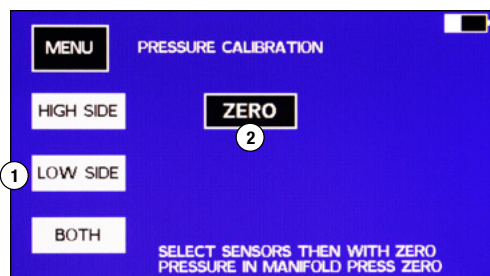 MENU PRESSURE CALIBRATION
HIGH SIDE ZERO
2
1 LOW SIDE
BOTH
SELECT SENSORS THEN WITH ZERO
PRESSURE IN MANIFOLD PRESS ZERO